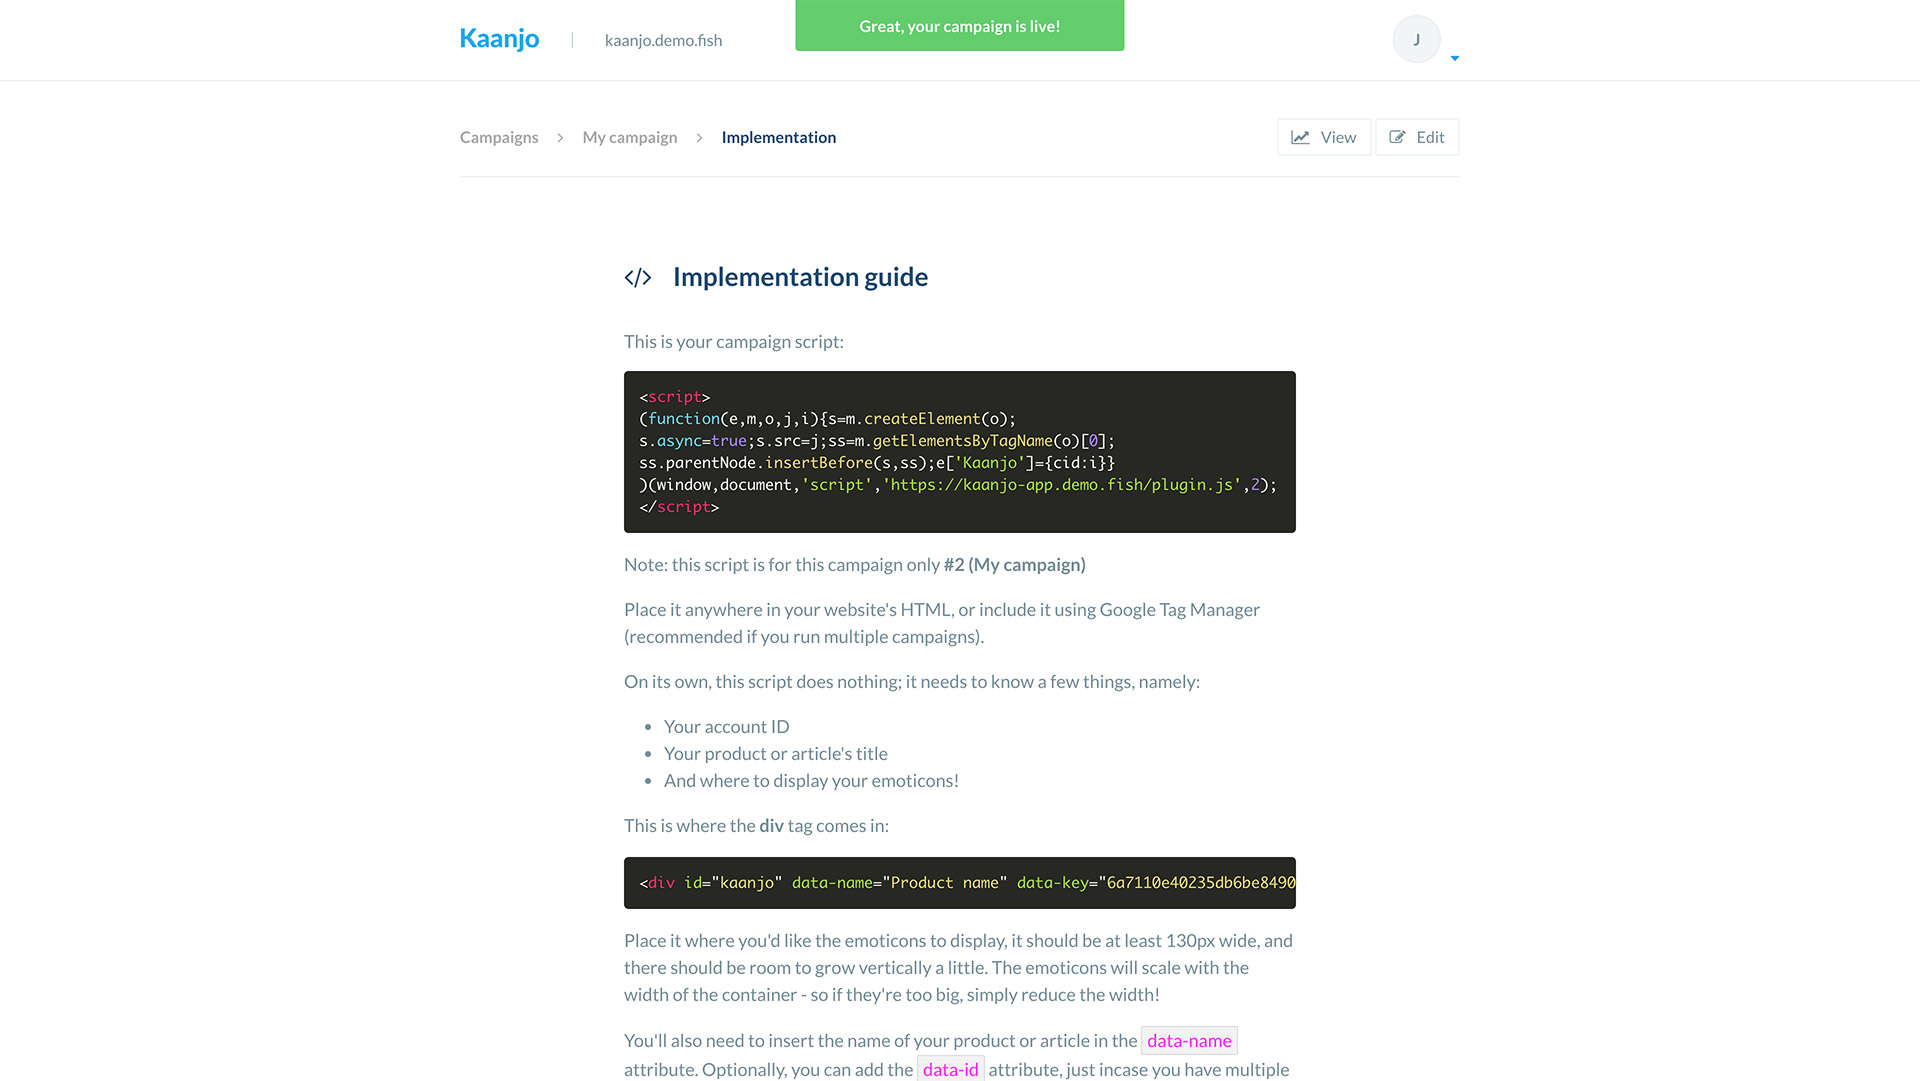 Kaanjo
kaanjo.demo.fish
Great, your campaign is live!
J
Campaigns
My campaign
Implementation
View
Edit
</> Implementation guide
This is your campaign script:
<script>
(function(e,m,o,j,i){s=m.createElement(o);
s.async=true;s.src=j;ss=m.getElementsByTagName(o)[0];
ss.parentNode.insertBefore(s,ss);e['Kaanjo']={cid:i}}
)(window,document,'script','https://kaanjo-app.demo.fish/plugin.js',2);
</script>
Note: this script is for this campaign only #2 (My campaign)
Place it anywhere in your website's HTML, or include it using Google Tag Manager
(recommended if you run multiple campaigns).
On its own, this script does nothing; it needs to know a few things, namely:
• Your account ID
• Your product or article's title
• And where to display your emoticons!
This is where the div tag comes in:
<div id="kaanjo" data-name="Product name" data-key="6a7110e40235db6be8490
Place it where you'd like the emoticons to display, it should be at least 130px wide, and
there should be room to grow vertically a little. The emoticons will scale with the
width of the container - so if they're too big, simply reduce the width!
You'll also need to insert the name of your product or article in the data-name
attribute. Optionally, you can add the data-id attribute, just incase you have multiple